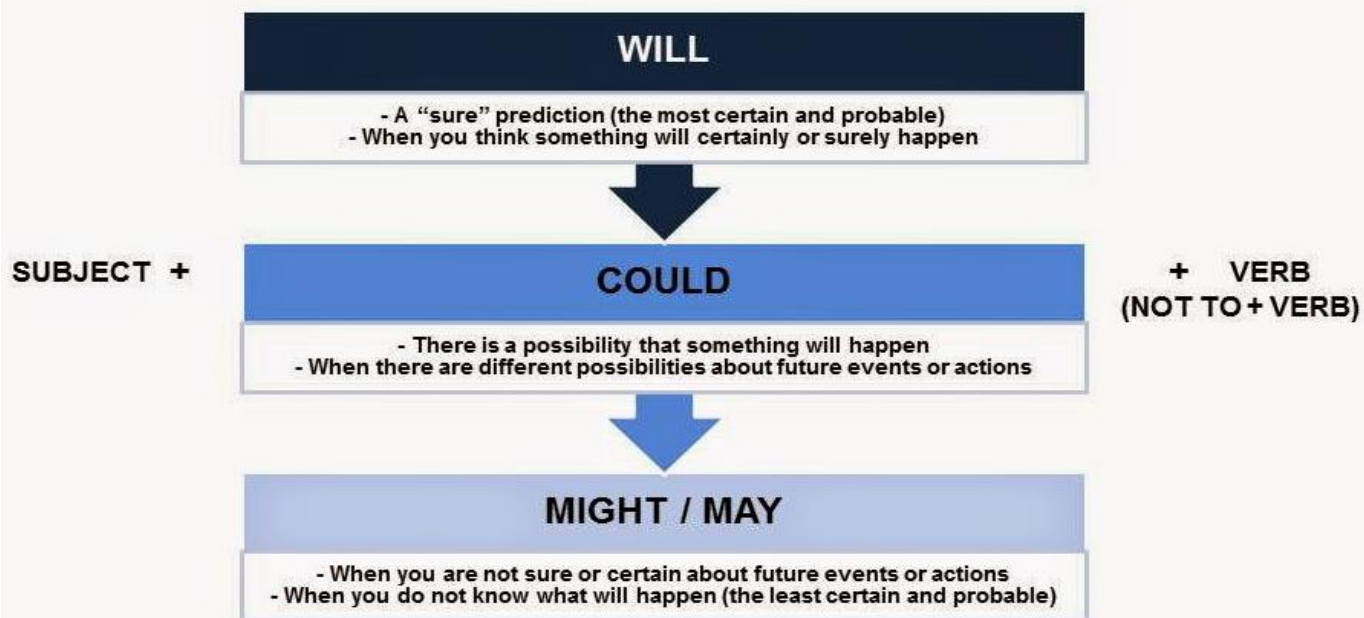 WILL
- A “sure” prediction (the most certain and probable)
- When you think something will certainly or surely happen
SUBJECT +
COULD
+ VERB
(NOT TO + VERB)
- There is a possibility that something will happen
- When there are different possibilities about future events or actions
MIGHT / MAY
- When you are not sure or certain about future events or actions
- When you do not know what will happen (the least certain and probable)